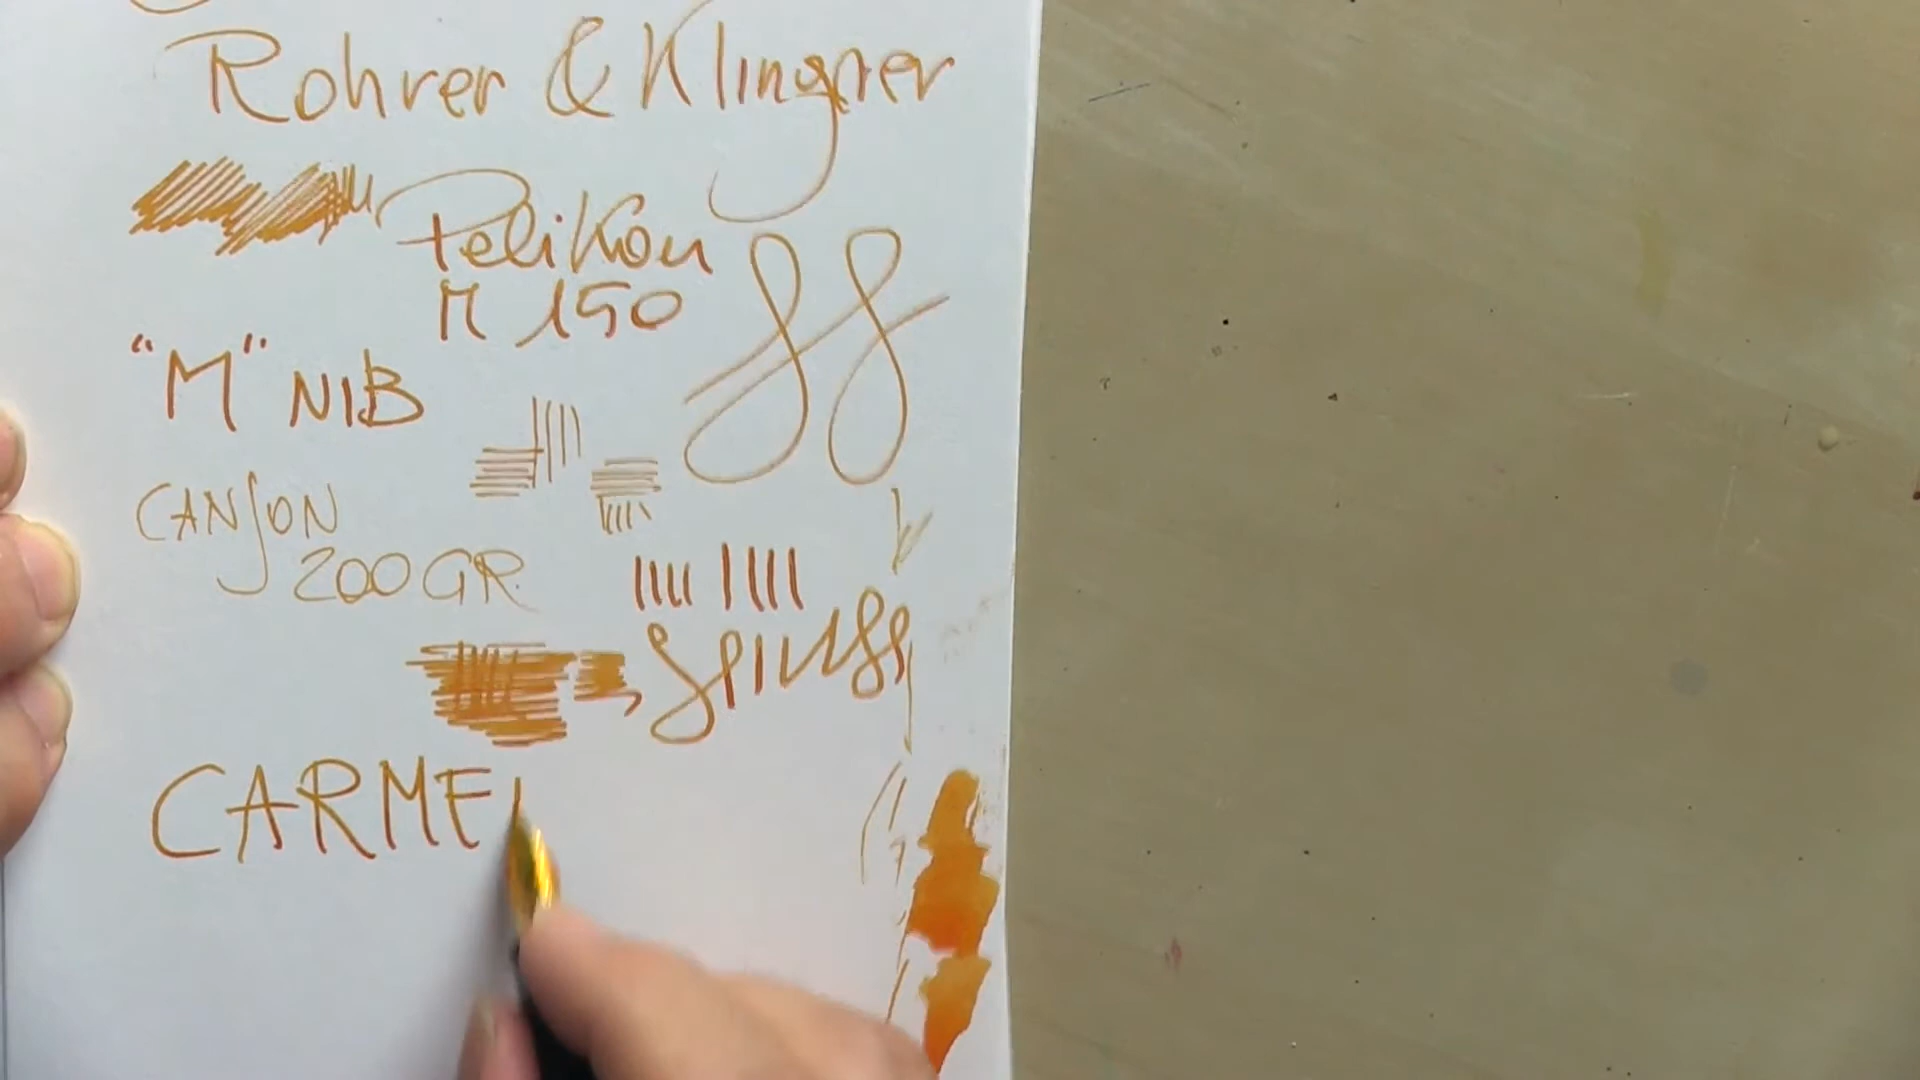 Rohrer & Klingner
Pelikan
M 150
"M" NIB
CANSON
200 GR.
CARMEL